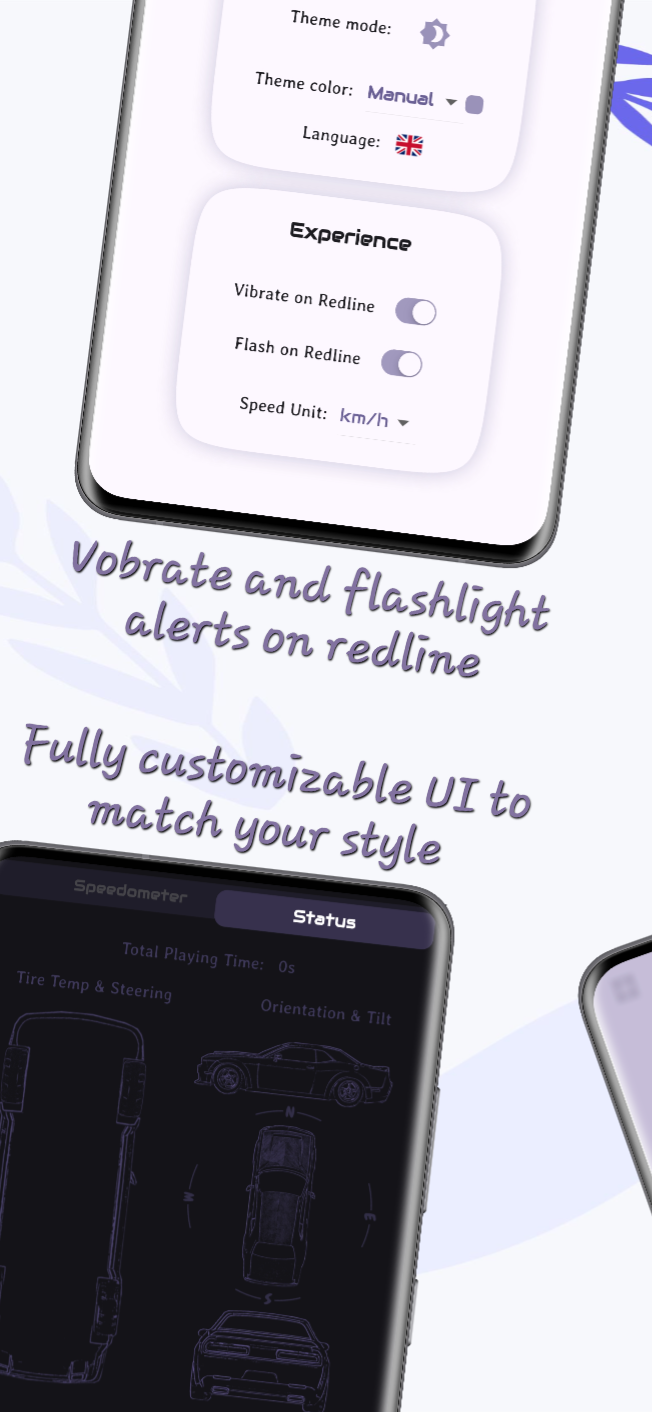 Theme mode:
Theme color: Manual
Language:
Experience
Vibrate on Redline
Flash on Redline
Speed Unit: km/h
Vobrate and flashlight
alerts on redline
Fully customizable UI to
match your style
Speedometer Status
Total Playing Time: 0s
Tire Temp & Steering
Orientation & Tilt
N
W
E
S